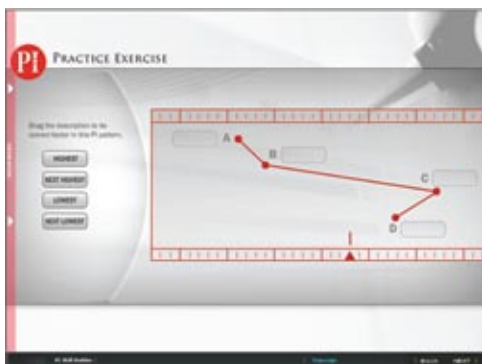 PI PRACTICE EXERCISE
Drag the description to its
correct factor in this PI pattern.
HIGHEST
NEXT HIGHEST
LOWEST
NEXT LOWEST
A
B
C
D